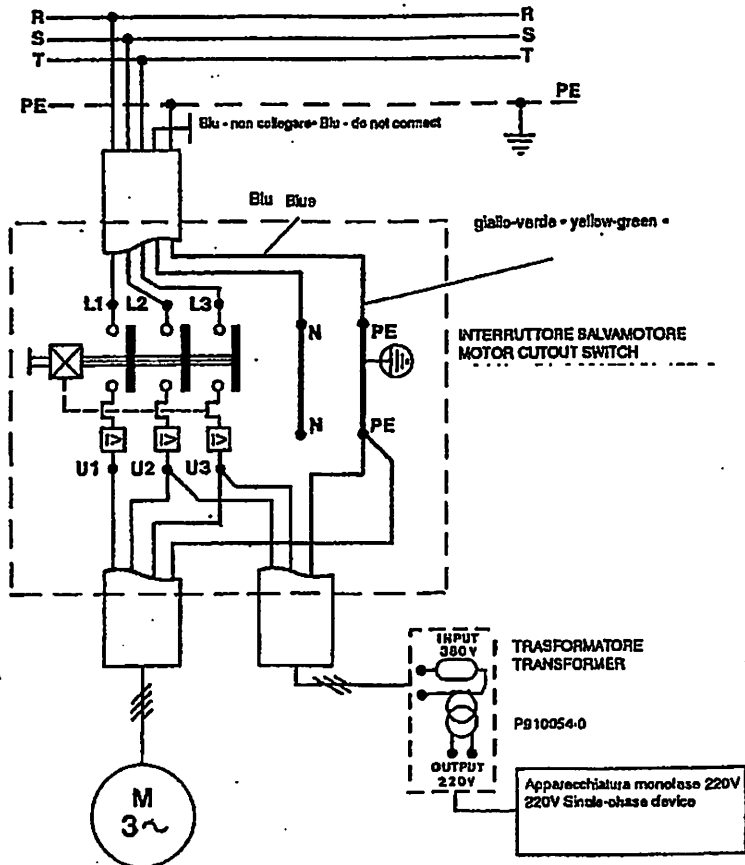 R R
S S
T T
PE PE
Blu - non collegare - Blu - do not connect
Blu Blue
giallo-verde • yellow-green •
L1 L2 L3
N PE
INTERRUTTORE SALVAMOTORE
MOTOR CUTOUT SWITCH
I> I> I>
N PE
U1 U2 U3
INPUT
380V
TRASFORMATORE
TRANSFORMER
P910054-0
OUTPUT
220V
Apparecchiatura monofase 220V
220V Single-phase device
M
3~